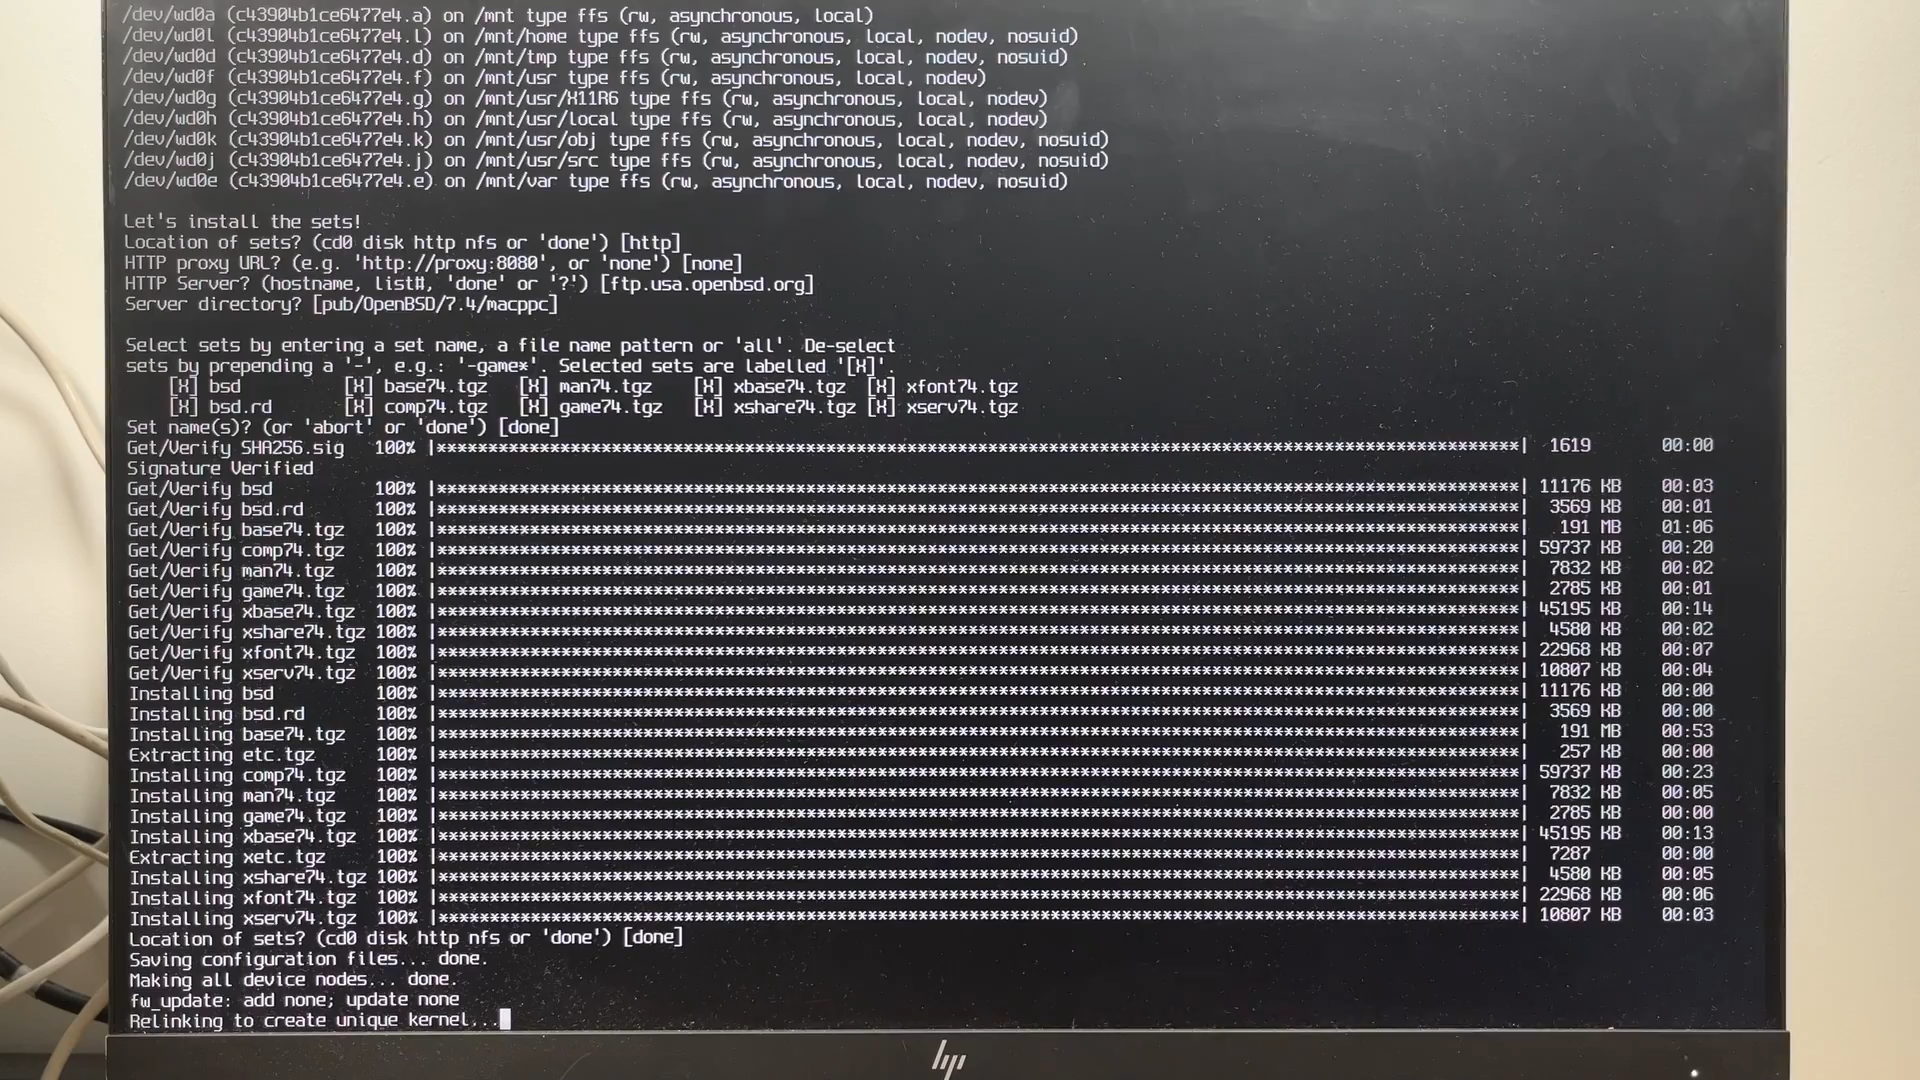 /dev/wd0a (c43904b1ce6477e4.a) on /mnt type ffs (rw, asynchronous, local)
/dev/wd0l (c43904b1ce6477e4.l) on /mnt/home type ffs (rw, asynchronous, local, nodev, nosuid)
/dev/wd0d (c43904b1ce6477e4.d) on /mnt/tmp type ffs (rw, asynchronous, local, nodev, nosuid)
/dev/wd0f (c43904b1ce6477e4.f) on /mnt/usr type ffs (rw, asynchronous, local, nodev)
/dev/wd0g (c43904b1ce6477e4.g) on /mnt/usr/X11R6 type ffs (rw, asynchronous, local, nodev)
/dev/wd0h (c43904b1ce6477e4.h) on /mnt/usr/local type ffs (rw, asynchronous, local, nodev)
/dev/wd0k (c43904b1ce6477e4.k) on /mnt/usr/obj type ffs (rw, asynchronous, local, nodev, nosuid)
/dev/wd0j (c43904b1ce6477e4.j) on /mnt/usr/src type ffs (rw, asynchronous, local, nodev, nosuid)
/dev/wd0e (c43904b1ce6477e4.e) on /mnt/var type ffs (rw, asynchronous, local, nodev, nosuid)
Let's install the sets!
Location of sets? (cd0 disk http nfs or 'done') [http]
HTTP proxy URL? (e.g. 'http://proxy:8080', or 'none') [none]
HTTP Server? (hostname, list#, 'done' or '?') [ftp.usa.openbsd.org]
Server directory? [pub/OpenBSD/7.4/macppc]
Select sets by entering a set name, a file name pattern or 'all'. De-select
sets by prepending a '-', e.g.: '-game*'. Selected sets are labelled '[X]'.
[X] bsd [X] base74.tgz [X] man74.tgz [X] xbase74.tgz [X] xfont74.tgz
[X] bsd.rd [X] comp74.tgz [X] game74.tgz [X] xshare74.tgz [X] xserv74.tgz
Set name(s)? (or 'abort' or 'done') [done]
Get/Verify SHA256.sig 100% |**************************************************************************************************| 1619 00:00
Signature Verified
Get/Verify bsd 100% |**************************************************************************************************| 11176 KB 00:03
Get/Verify bsd.rd 100% |**************************************************************************************************| 3569 KB 00:01
Get/Verify base74.tgz 100% |**************************************************************************************************| 191 MB 01:06
Get/Verify comp74.tgz 100% |**************************************************************************************************| 59737 KB 00:20
Get/Verify man74.tgz 100% |**************************************************************************************************| 7832 KB 00:02
Get/Verify game74.tgz 100% |**************************************************************************************************| 2785 KB 00:01
Get/Verify xbase74.tgz 100% |**************************************************************************************************| 45195 KB 00:14
Get/Verify xshare74.tgz 100% |**************************************************************************************************| 4580 KB 00:02
Get/Verify xfont74.tgz 100% |**************************************************************************************************| 22968 KB 00:07
Get/Verify xserv74.tgz 100% |**************************************************************************************************| 10807 KB 00:04
Installing bsd 100% |**************************************************************************************************| 11176 KB 00:00
Installing bsd.rd 100% |**************************************************************************************************| 3569 KB 00:00
Installing base74.tgz 100% |**************************************************************************************************| 191 MB 00:53
Extracting etc.tgz 100% |**************************************************************************************************| 257 KB 00:00
Installing comp74.tgz 100% |**************************************************************************************************| 59737 KB 00:23
Installing man74.tgz 100% |**************************************************************************************************| 7832 KB 00:05
Installing game74.tgz 100% |**************************************************************************************************| 2785 KB 00:00
Installing xbase74.tgz 100% |**************************************************************************************************| 45195 KB 00:13
Extracting xetc.tgz 100% |**************************************************************************************************| 7287 00:00
Installing xshare74.tgz 100% |**************************************************************************************************| 4580 KB 00:05
Installing xfont74.tgz 100% |**************************************************************************************************| 22968 KB 00:06
Installing xserv74.tgz 100% |**************************************************************************************************| 10807 KB 00:03
Location of sets? (cd0 disk http nfs or 'done') [done]
Saving configuration files... done.
Making all device nodes... done.
fw_update: add none; update none
Relinking to create unique kernel...
hp